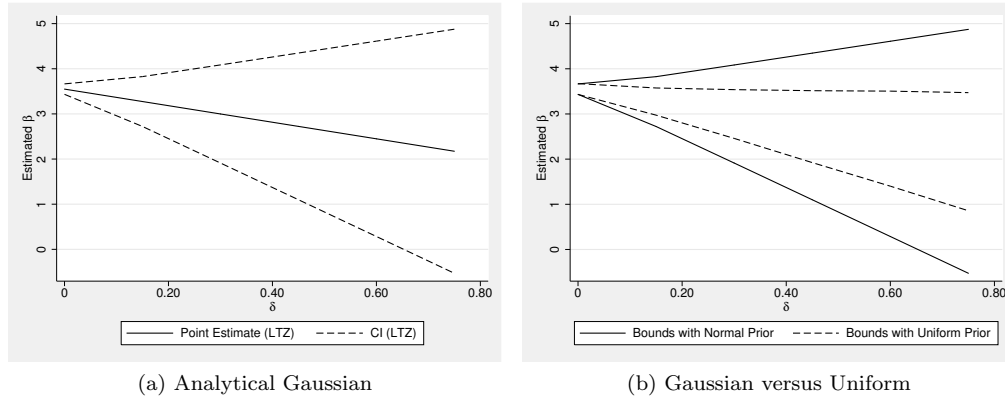 Estimated β
5
4
3
2
1
0
0 0.20 0.40 0.60 0.80
δ
Point Estimate (LTZ) CI (LTZ)
(a) Analytical Gaussian
Estimated β
5
4
3
2
1
0
0 0.20 0.40 0.60 0.80
δ
Bounds with Normal Prior Bounds with Uniform Prior
(b) Gaussian versus Uniform